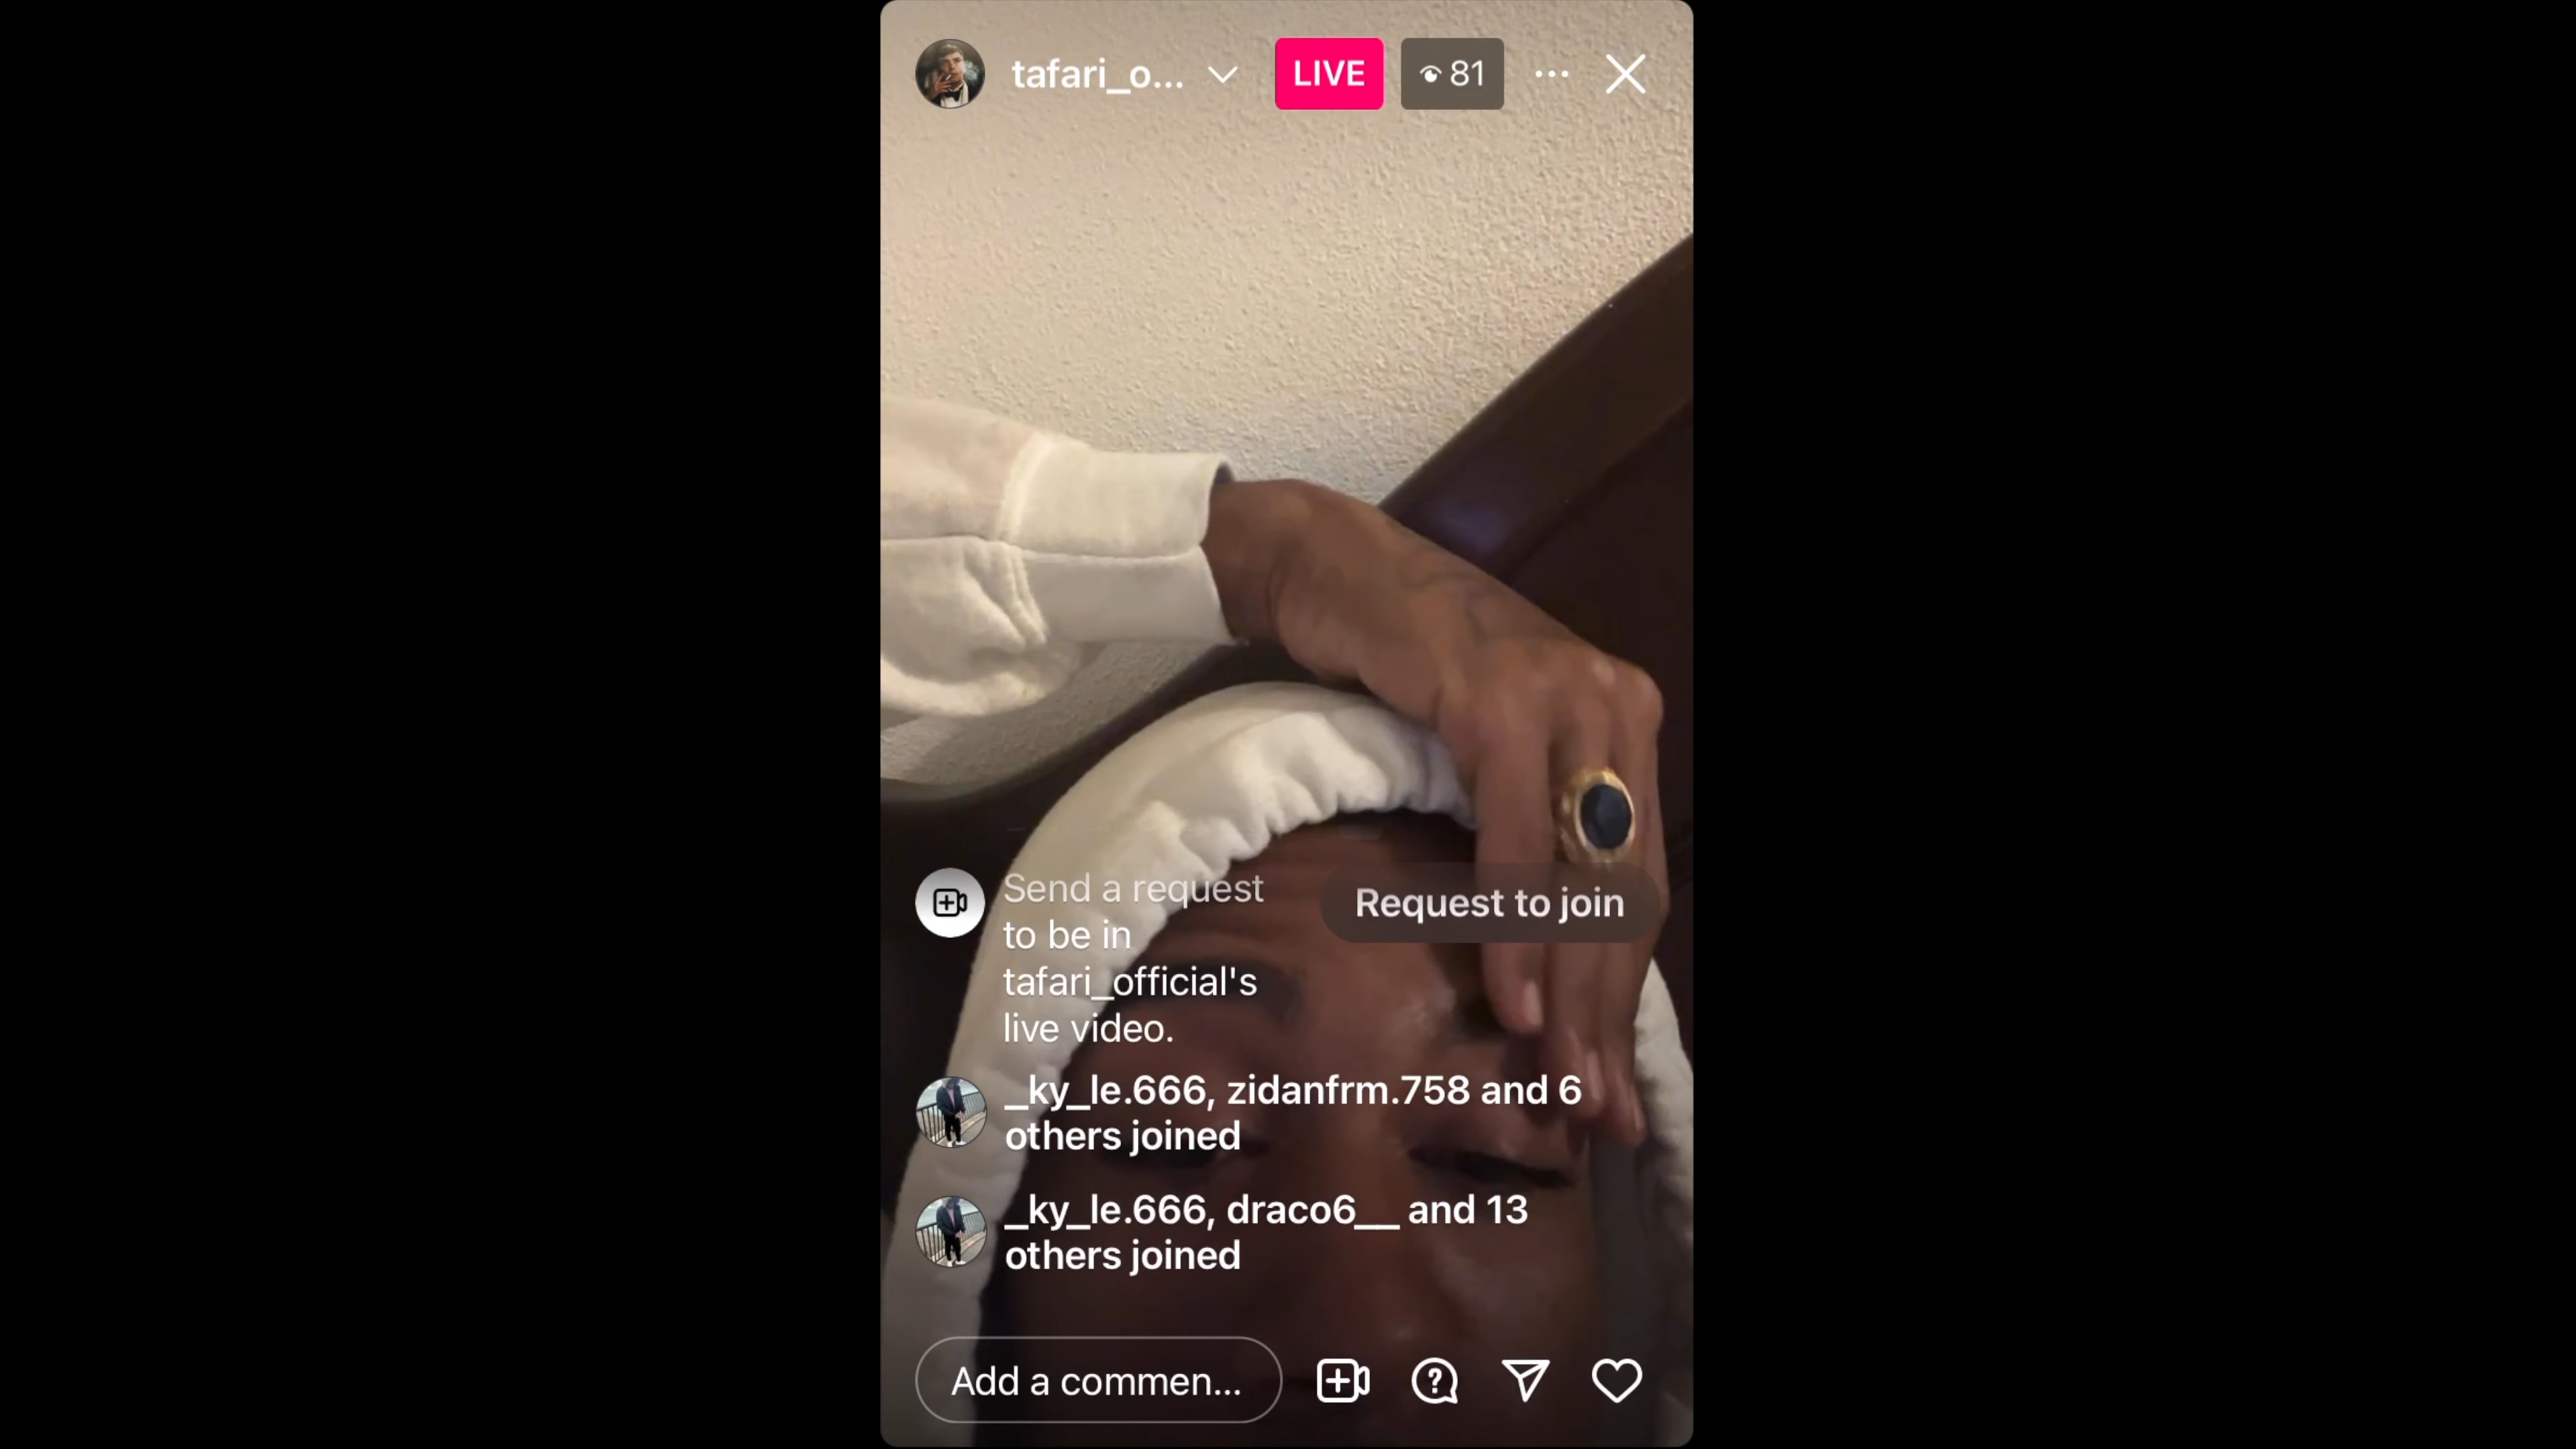 tafari_o...
LIVE
81
Send a request
to be in
tafari_official's
live video.
Request to join
_ky_le.666, zidanfrm.758 and 6
others joined
_ky_le.666, draco6__ and 13
others joined
Add a commen...